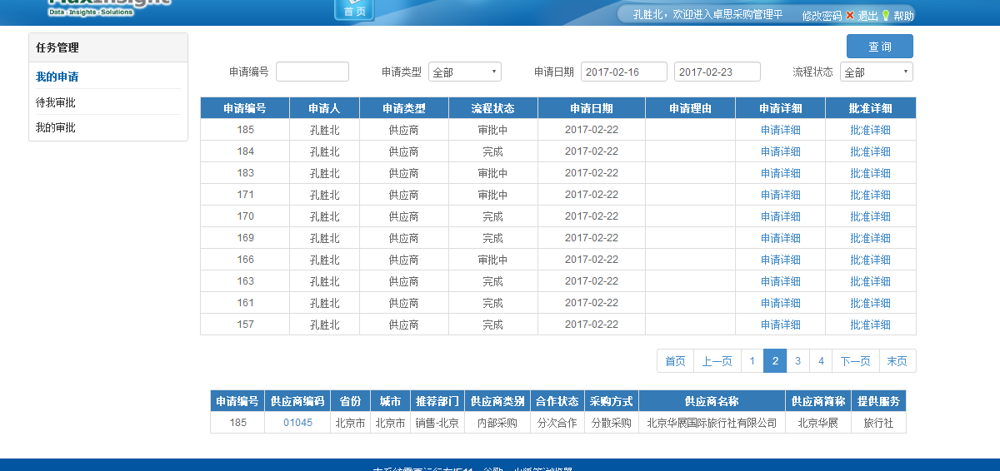 MaxInsight
Data · Insights · Solutions
首页
孔胜北，欢迎进入卓思采购管理平 修改密码 退出 帮助
任务管理
我的申请
待我审批
我的审批
查询
申请编号 申请类型 全部 申请日期 2017-02-16 2017-02-23 流程状态 全部
申请编号 申请人 申请类型 流程状态 申请日期 申请理由 申请详细 批准详细
185 孔胜北 供应商 审批中 2017-02-22 申请详细 批准详细
184 孔胜北 供应商 完成 2017-02-22 申请详细 批准详细
183 孔胜北 供应商 审批中 2017-02-22 申请详细 批准详细
171 孔胜北 供应商 审批中 2017-02-22 申请详细 批准详细
170 孔胜北 供应商 完成 2017-02-22 申请详细 批准详细
169 孔胜北 供应商 完成 2017-02-22 申请详细 批准详细
166 孔胜北 供应商 审批中 2017-02-22 申请详细 批准详细
163 孔胜北 供应商 完成 2017-02-22 申请详细 批准详细
161 孔胜北 供应商 完成 2017-02-22 申请详细 批准详细
157 孔胜北 供应商 完成 2017-02-22 申请详细 批准详细
首页 上一页 1 2 3 4 下一页 末页
申请编号 供应商编码 省份 城市 推荐部门 供应商类别 合作状态 采购方式 供应商名称 供应商简称 提供服务
185 01045 北京市 北京市 销售-北京 内部采购 分次合作 分散采购 北京华展国际旅行社有限公司 北京华展 旅行社